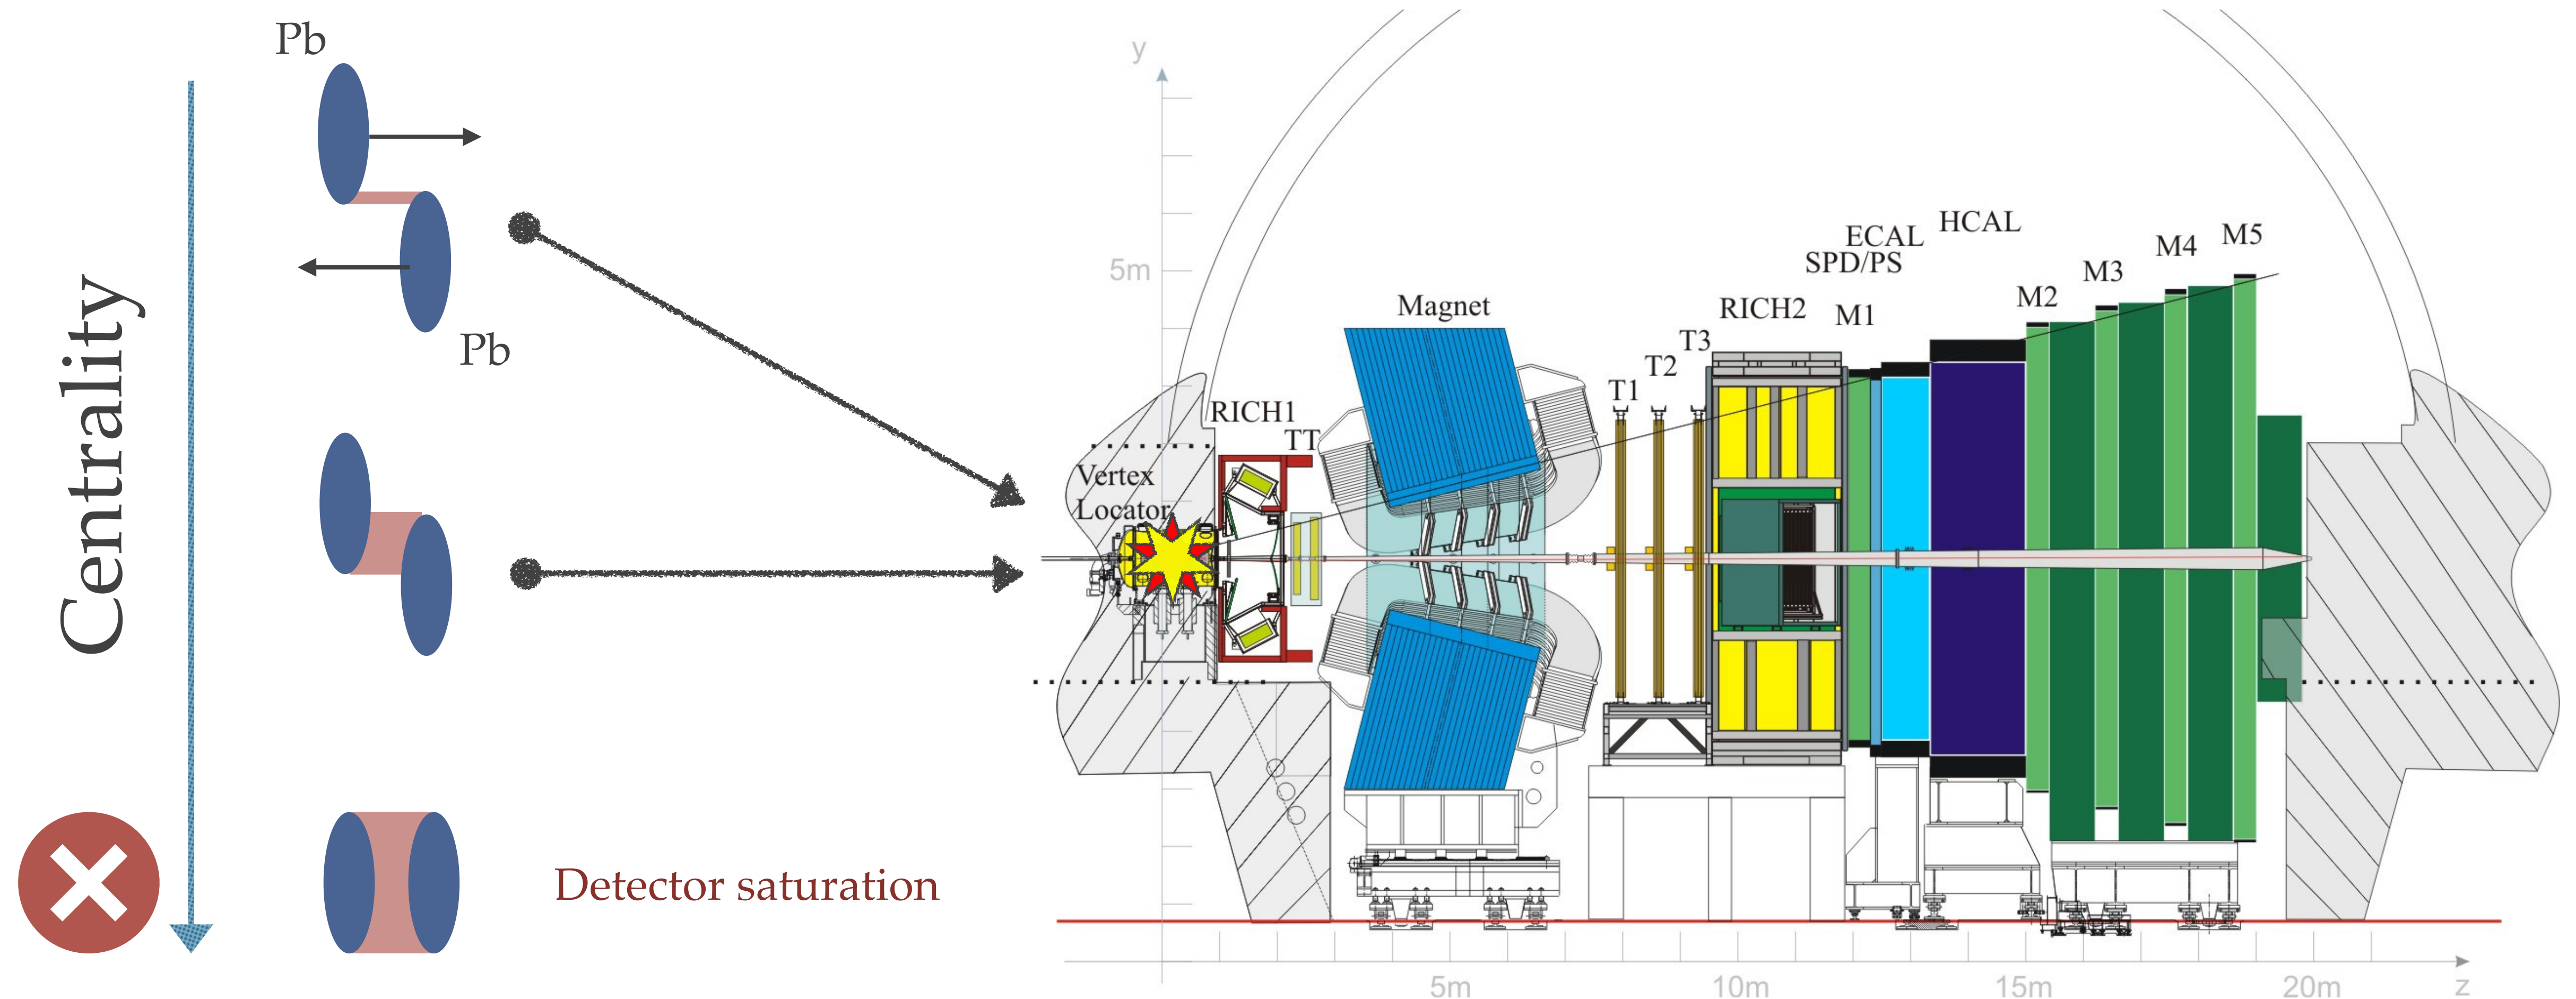 Pb
Pb
Centrality
Detector saturation
y
5m
Vertex
Locator
RICH1
TT
Magnet
T1
T2
T3
RICH2
M1
SPD/PS
ECAL
HCAL
M2
M3
M4
M5
5m
10m
15m
20m
z